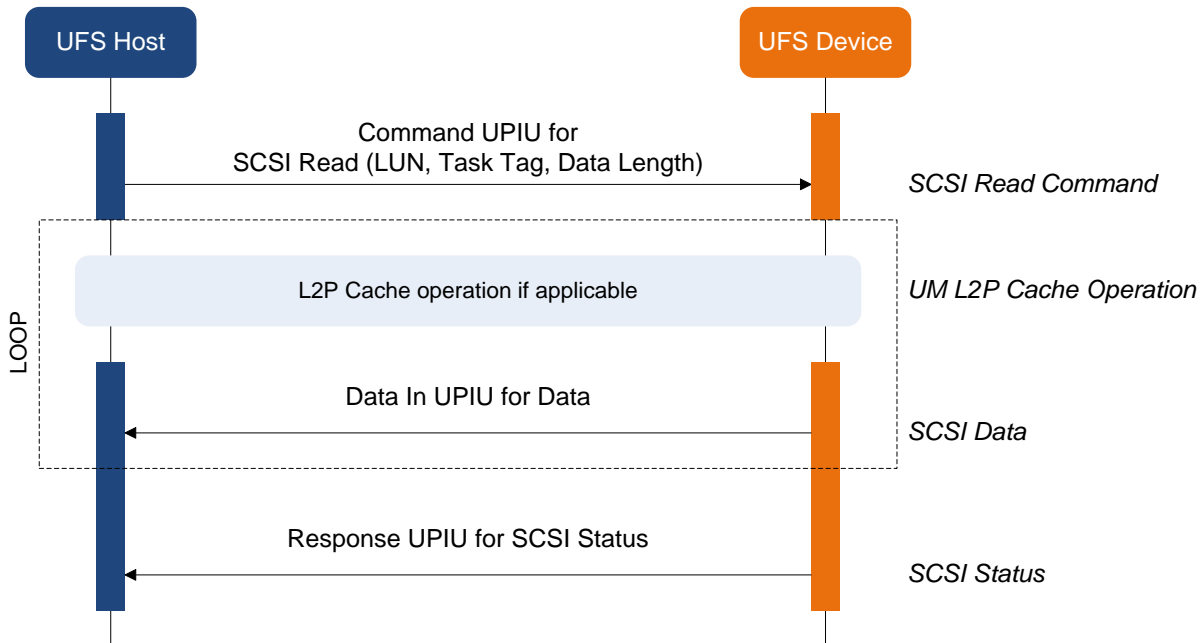 UFS Host
UFS Device
Command UPIU for
SCSI Read (LUN, Task Tag, Data Length)
SCSI Read Command
L2P Cache operation if applicable
UM L2P Cache Operation
LOOP
Data In UPIU for Data
SCSI Data
Response UPIU for SCSI Status
SCSI Status